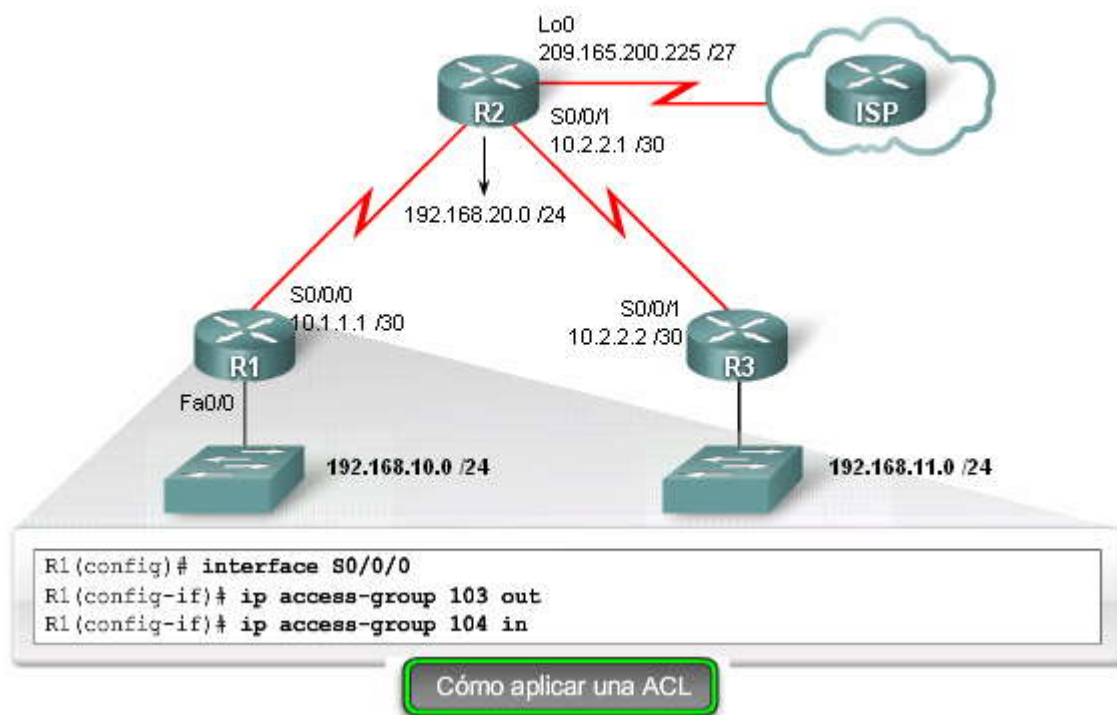 Lo0
209.165.200.225 /27
R2
ISP
S0/0/1
10.2.2.1 /30
192.168.20.0 /24
S0/0/0
10.1.1.1 /30
S0/0/1
10.2.2.2 /30
R1
R3
Fa0/0
192.168.10.0 /24
192.168.11.0 /24
R1(config)# interface S0/0/0
R1(config-if)# ip access-group 103 out
R1(config-if)# ip access-group 104 in
Cómo aplicar una ACL